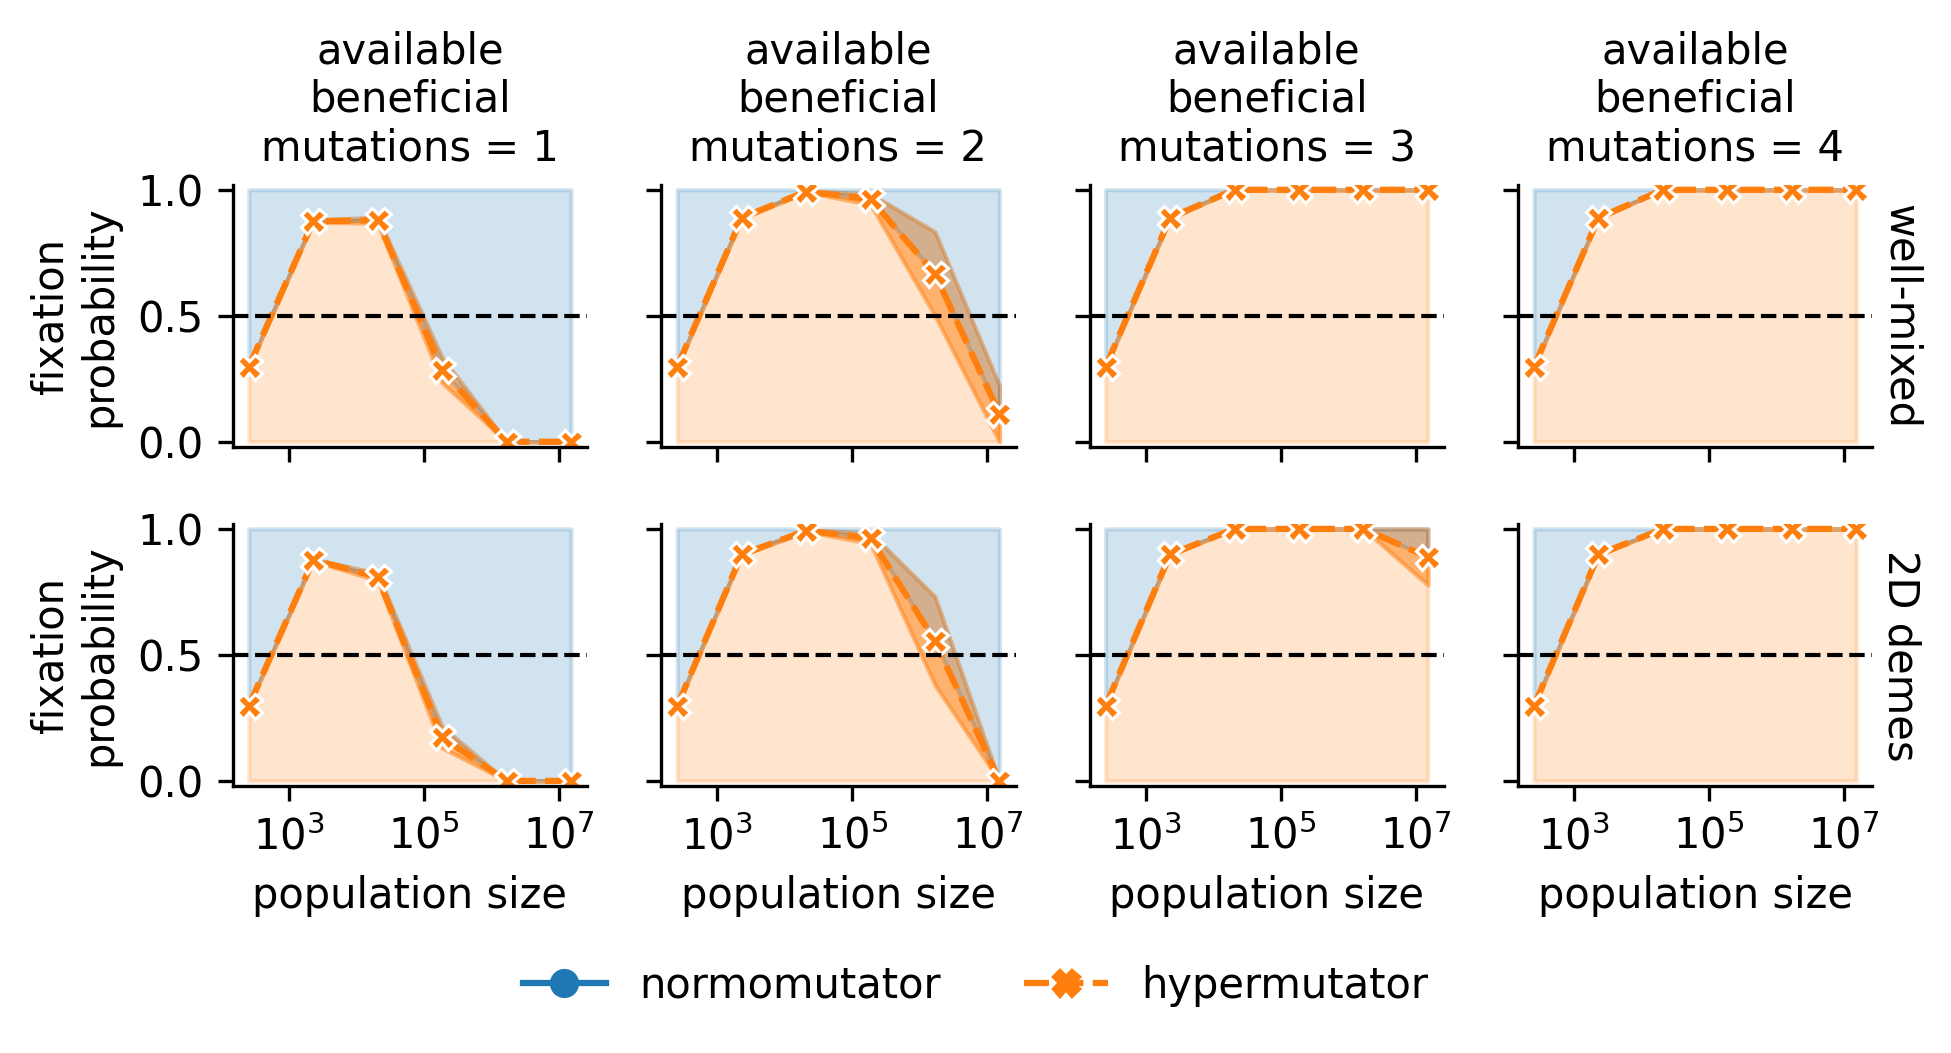 available
beneficial
mutations = 1
available
beneficial
mutations = 2
available
beneficial
mutations = 3
available
beneficial
mutations = 4
fixation
probability
1.0
0.5
0.0
well-mixed
fixation
probability
1.0
0.5
0.0
2D demes
10³ 10⁵ 10⁷
10³ 10⁵ 10⁷
10³ 10⁵ 10⁷
10³ 10⁵ 10⁷
population size
population size
population size
population size
normomutator
hypermutator